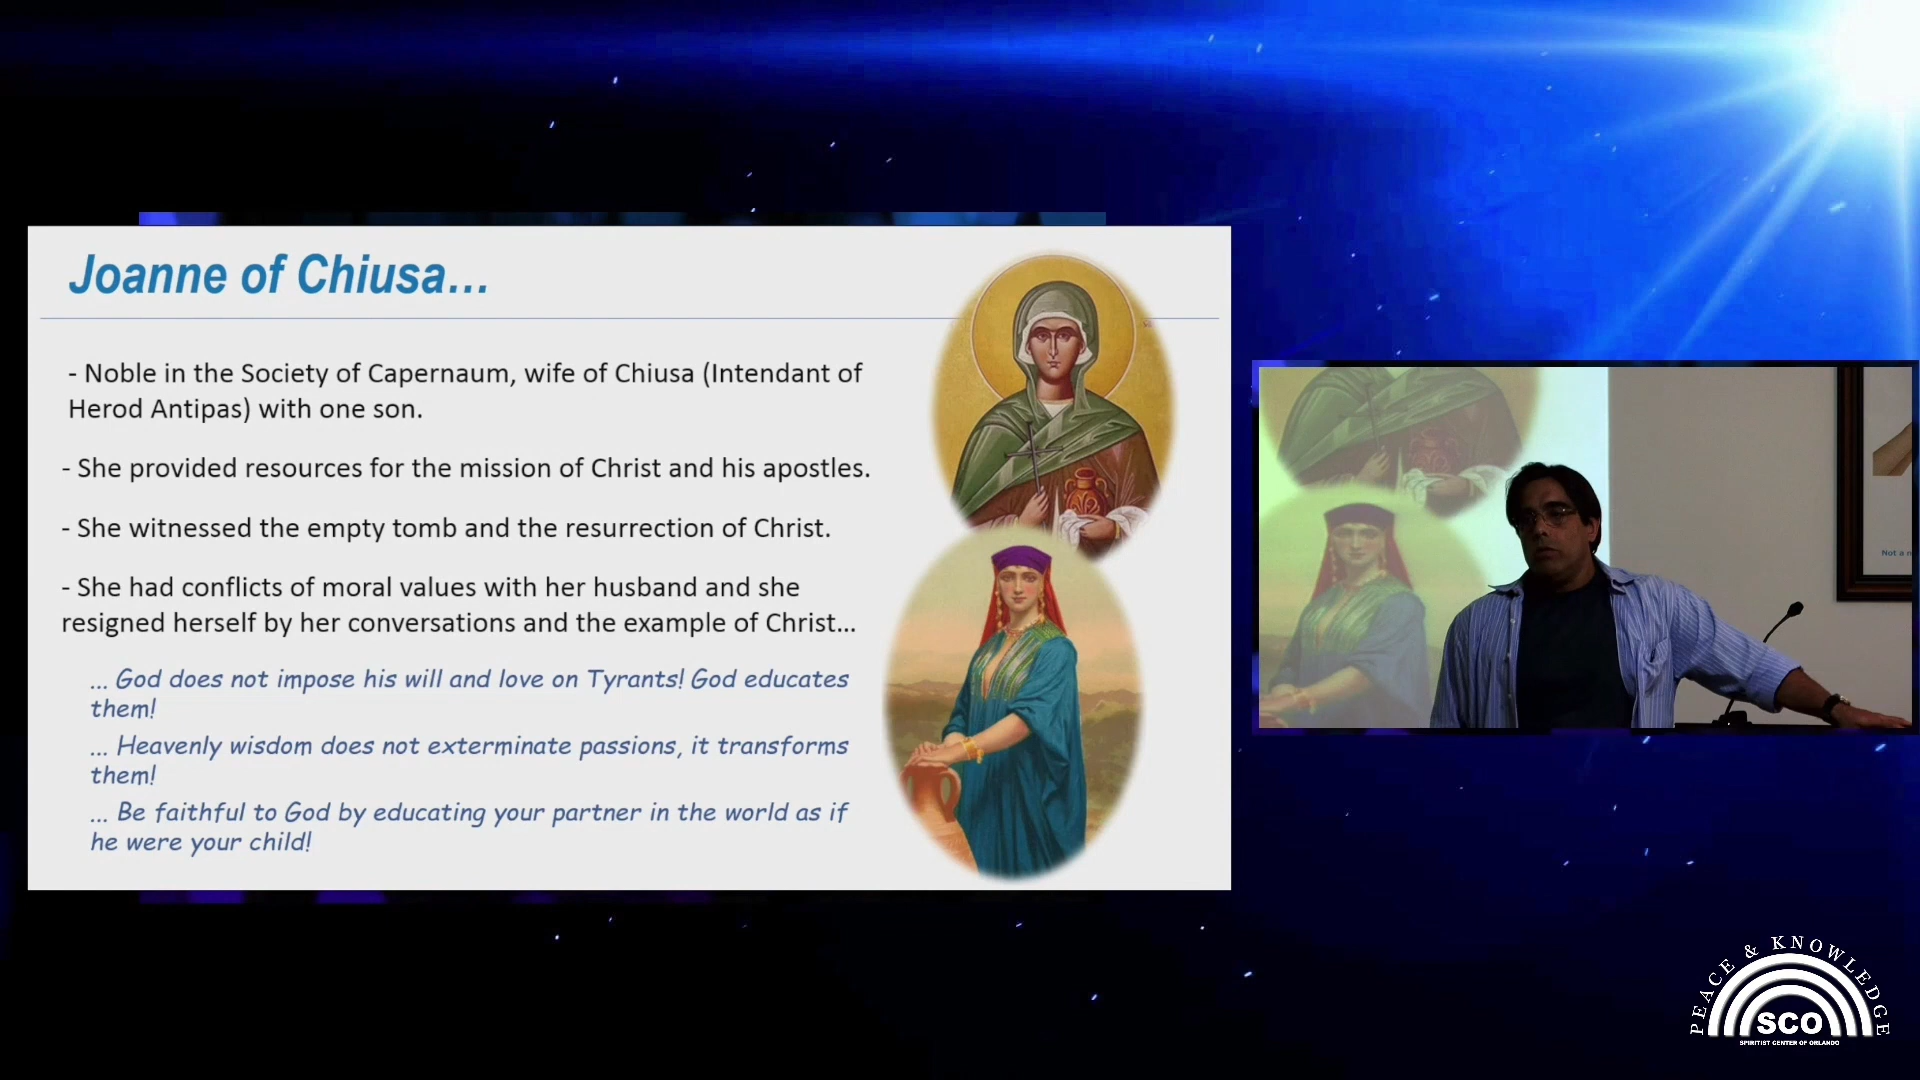 Joanne of Chiusa...
- Noble in the Society of Capernaum, wife of Chiusa (Intendant of
Herod Antipas) with one son.
- She provided resources for the mission of Christ and his apostles.
- She witnessed the empty tomb and the resurrection of Christ.
- She had conflicts of moral values with her husband and she
resigned herself by her conversations and the example of Christ...
... God does not impose his will and love on Tyrants! God educates
them!
... Heavenly wisdom does not exterminate passions, it transforms
them!
... Be faithful to God by educating your partner in the world as if
he were your child!
Not a
PEACE & KNOWLEDGE
SCO
SPIRITIST CENTER OF ORLANDO